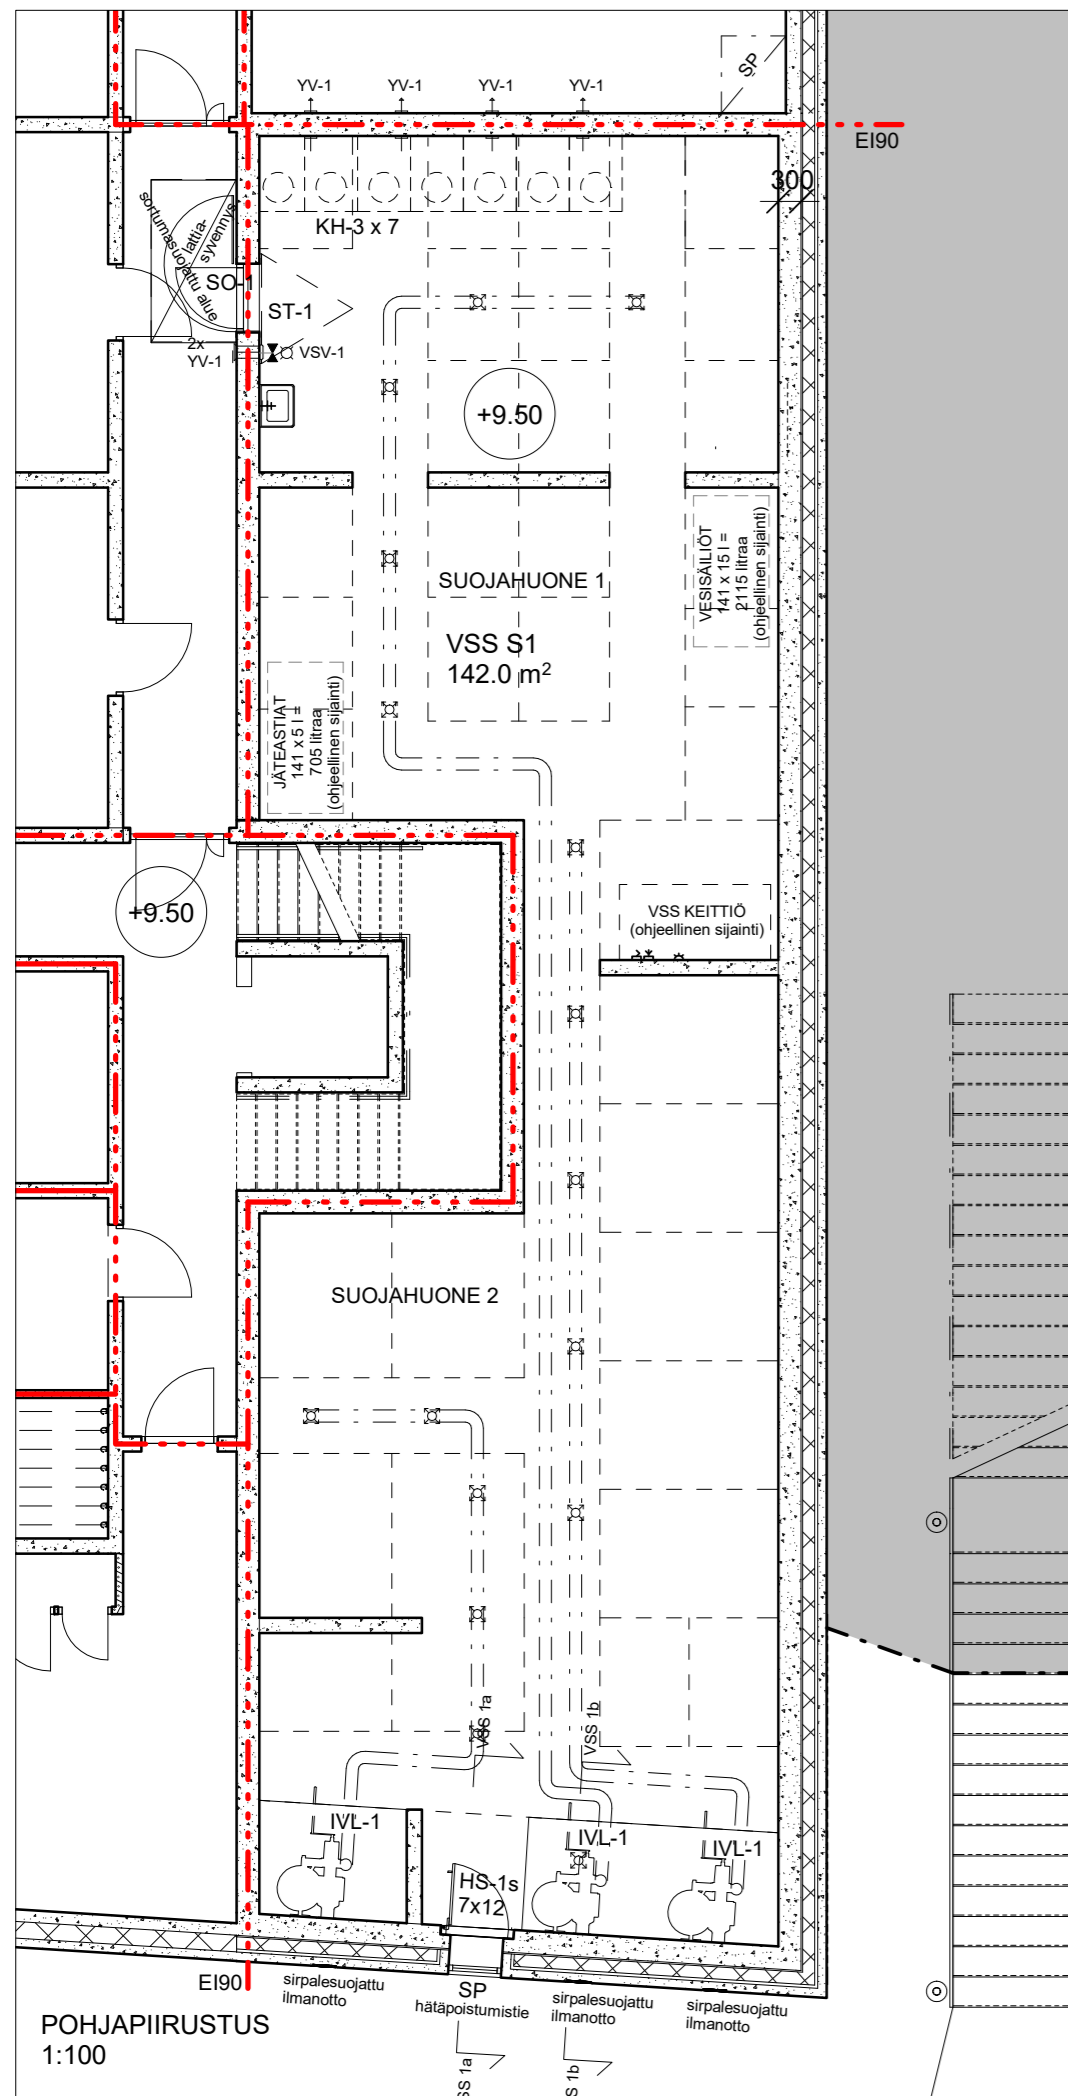 YV-1 YV-1 YV-1 YV-1
SP
EI90
300
KH-3 x 7
lattia-
syvennys
sortumasuojattu alue
SO-1
ST-1
2x
YV-1
VSV-1
+9.50
SUOJAHUONE 1
VSS S1
142.0 m²
VESISÄILIÖT
141 x 15 l =
2115 litraa
(ohjeellinen sijainti)
JÄTEASTIAT
141 x 5 l =
705 litraa
(ohjeellinen sijainti)
+9.50
VSS KEITTIÖ
(ohjeellinen sijainti)
SUOJAHUONE 2
VSS 1a
VSS 1b
IVL-1
IVL-1
IVL-1
HS-1s
7x12
EI90
sirpalesuojattu
ilmanotto
SP
hätäpoistumistie
sirpalesuojattu
ilmanotto
sirpalesuojattu
ilmanotto
POHJAPIIRUSTUS
1:100
SS 1a
S 1b